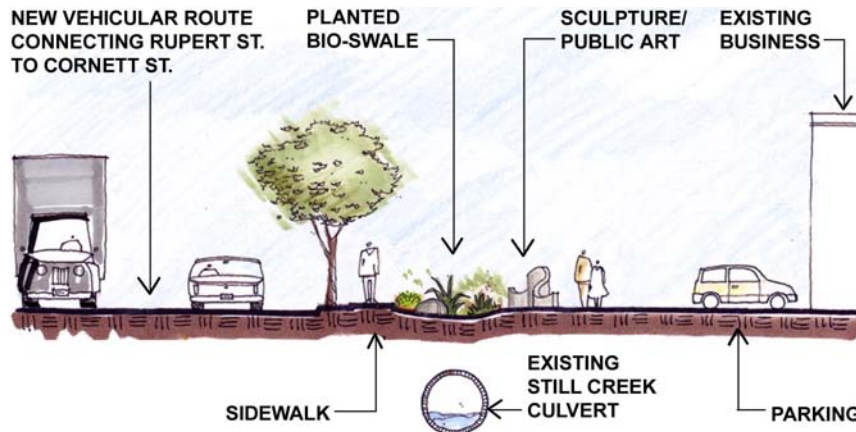 NEW VEHICULAR ROUTE
CONNECTING RUPERT ST.
TO CORNETT ST.
PLANTED
BIO-SWALE
SCULPTURE/
PUBLIC ART
EXISTING
BUSINESS
SIDEWALK
EXISTING
STILL CREEK
CULVERT
PARKING